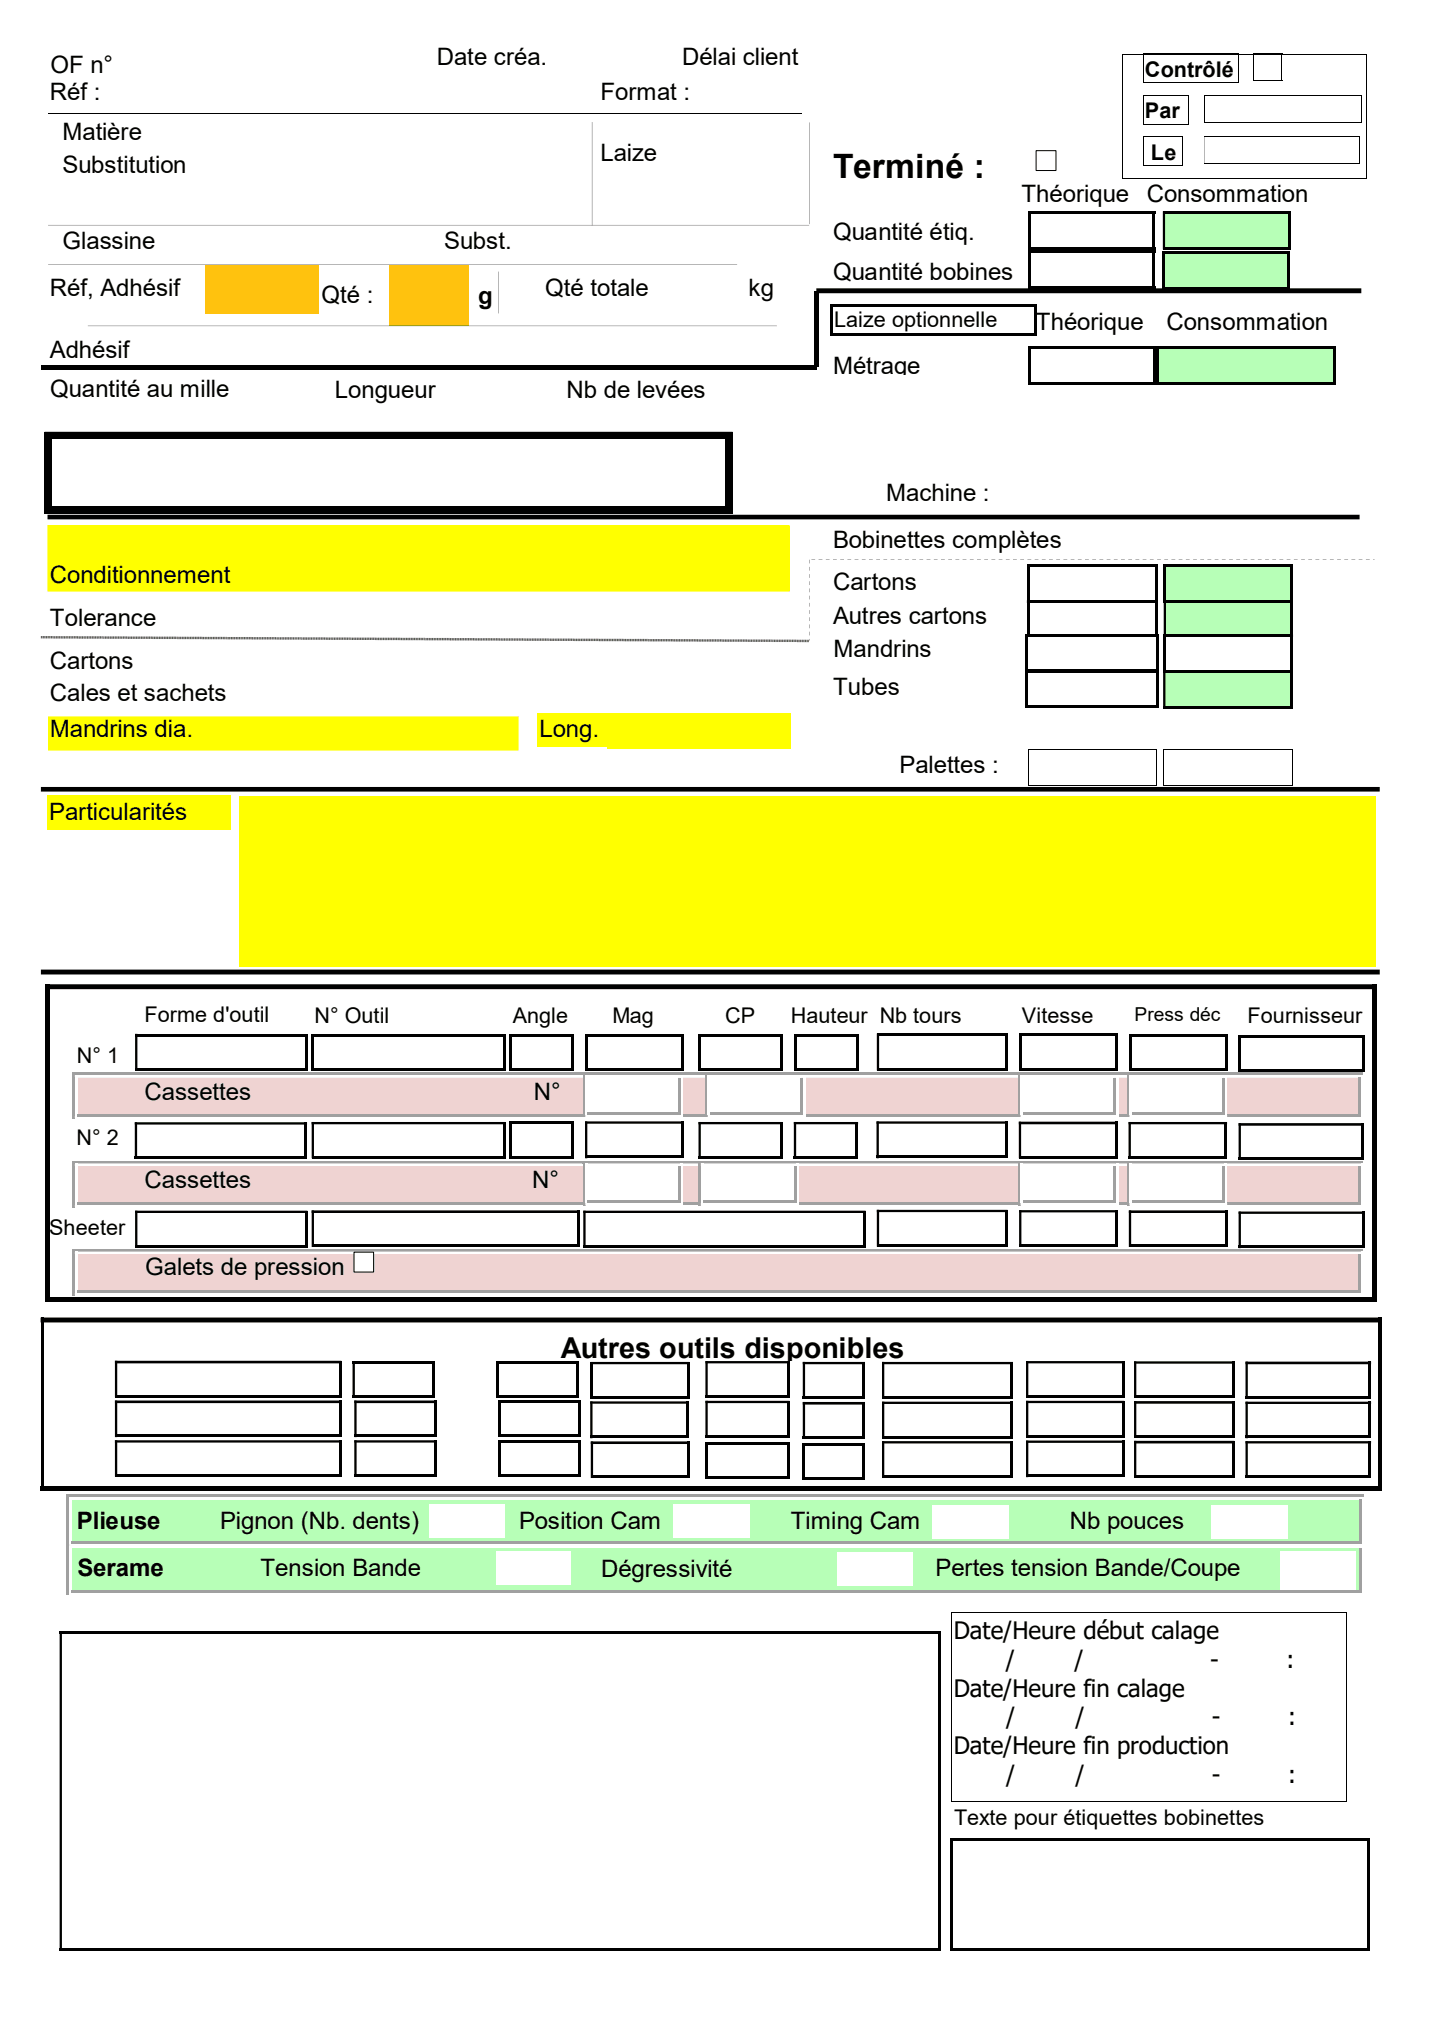 OF n° Date créa. Délai client
Réf : Format :
Contrôlé
Par
Le
Matière
Substitution
Laize
Terminé :
Théorique Consommation
Quantité étiq.
Quantité bobines
Glassine Subst.
Réf, Adhésif Qté : g Qté totale kg
Laize optionnelle Théorique Consommation
Adhésif
Métrage
Quantité au mille Longueur Nb de levées
Machine :
Bobinettes complètes
Conditionnement
Cartons
Tolerance
Autres cartons
Mandrins
Cartons
Cales et sachets
Tubes
Mandrins dia. Long.
Palettes :
Particularités
Forme d'outil N° Outil Angle Mag CP Hauteur Nb tours Vitesse Press déc Fournisseur
N° 1
Cassettes N°
N° 2
Cassettes N°
Sheeter
Galets de pression
Autres outils disponibles
Plieuse Pignon (Nb. dents) Position Cam Timing Cam Nb pouces
Serame Tension Bande Dégressivité Pertes tension Bande/Coupe
Date/Heure début calage
/ / - :
Date/Heure fin calage
/ / - :
Date/Heure fin production
/ / - :
Texte pour étiquettes bobinettes